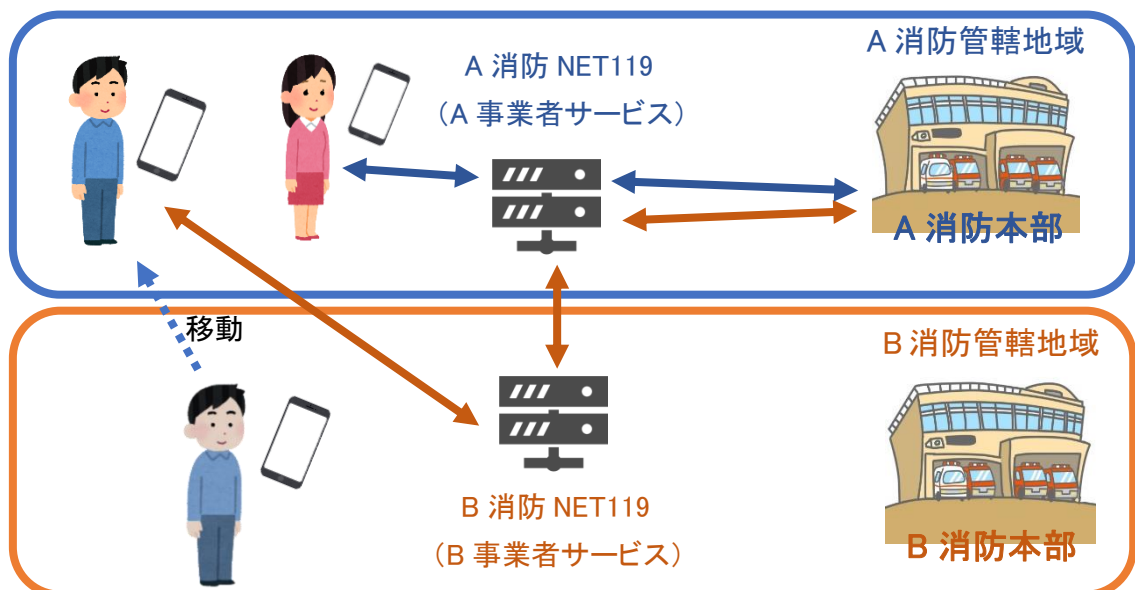 A 消防 NET119
（A 事業者サービス）
A 消防管轄地域
A 消防本部
移動
B 消防管轄地域
B 消防 NET119
（B 事業者サービス）
B 消防本部